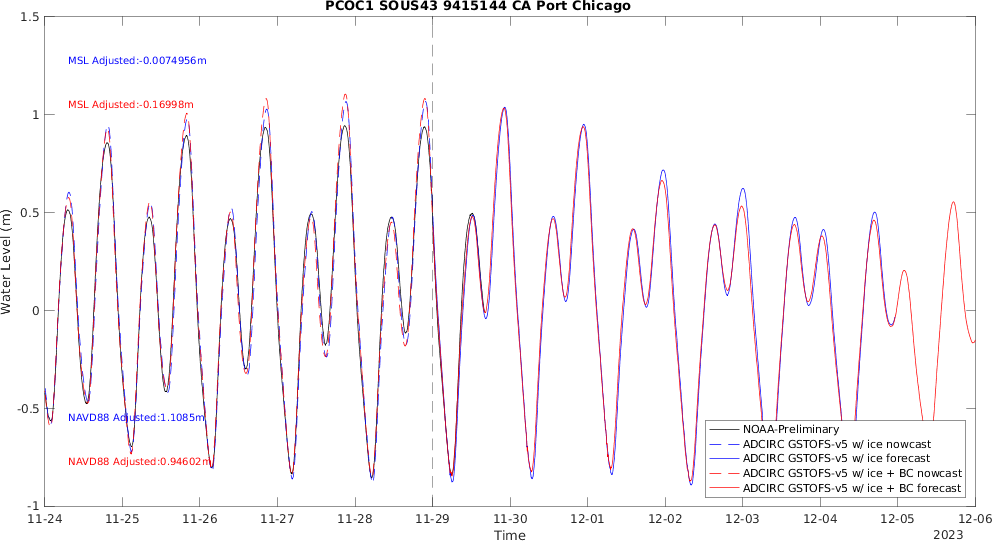 PCOC1 SOUS43 9415144 CA Port Chicago
1.5
MSL Adjusted:-0.0074956m
MSL Adjusted:-0.16998m
1
0.5
Water Level (m)
0
-0.5
NAVD88 Adjusted:1.1085m
NAVD88 Adjusted:0.94602m
-1
NOAA-Preliminary
ADCIRC GSTOFS-v5 w/ ice nowcast
ADCIRC GSTOFS-v5 w/ ice forecast
ADCIRC GSTOFS-v5 w/ ice + BC nowcast
ADCIRC GSTOFS-v5 w/ ice + BC forecast
11-24 11-25 11-26 11-27 11-28 11-29 11-30 12-01 12-02 12-03 12-04 12-05 12-06
Time
2023